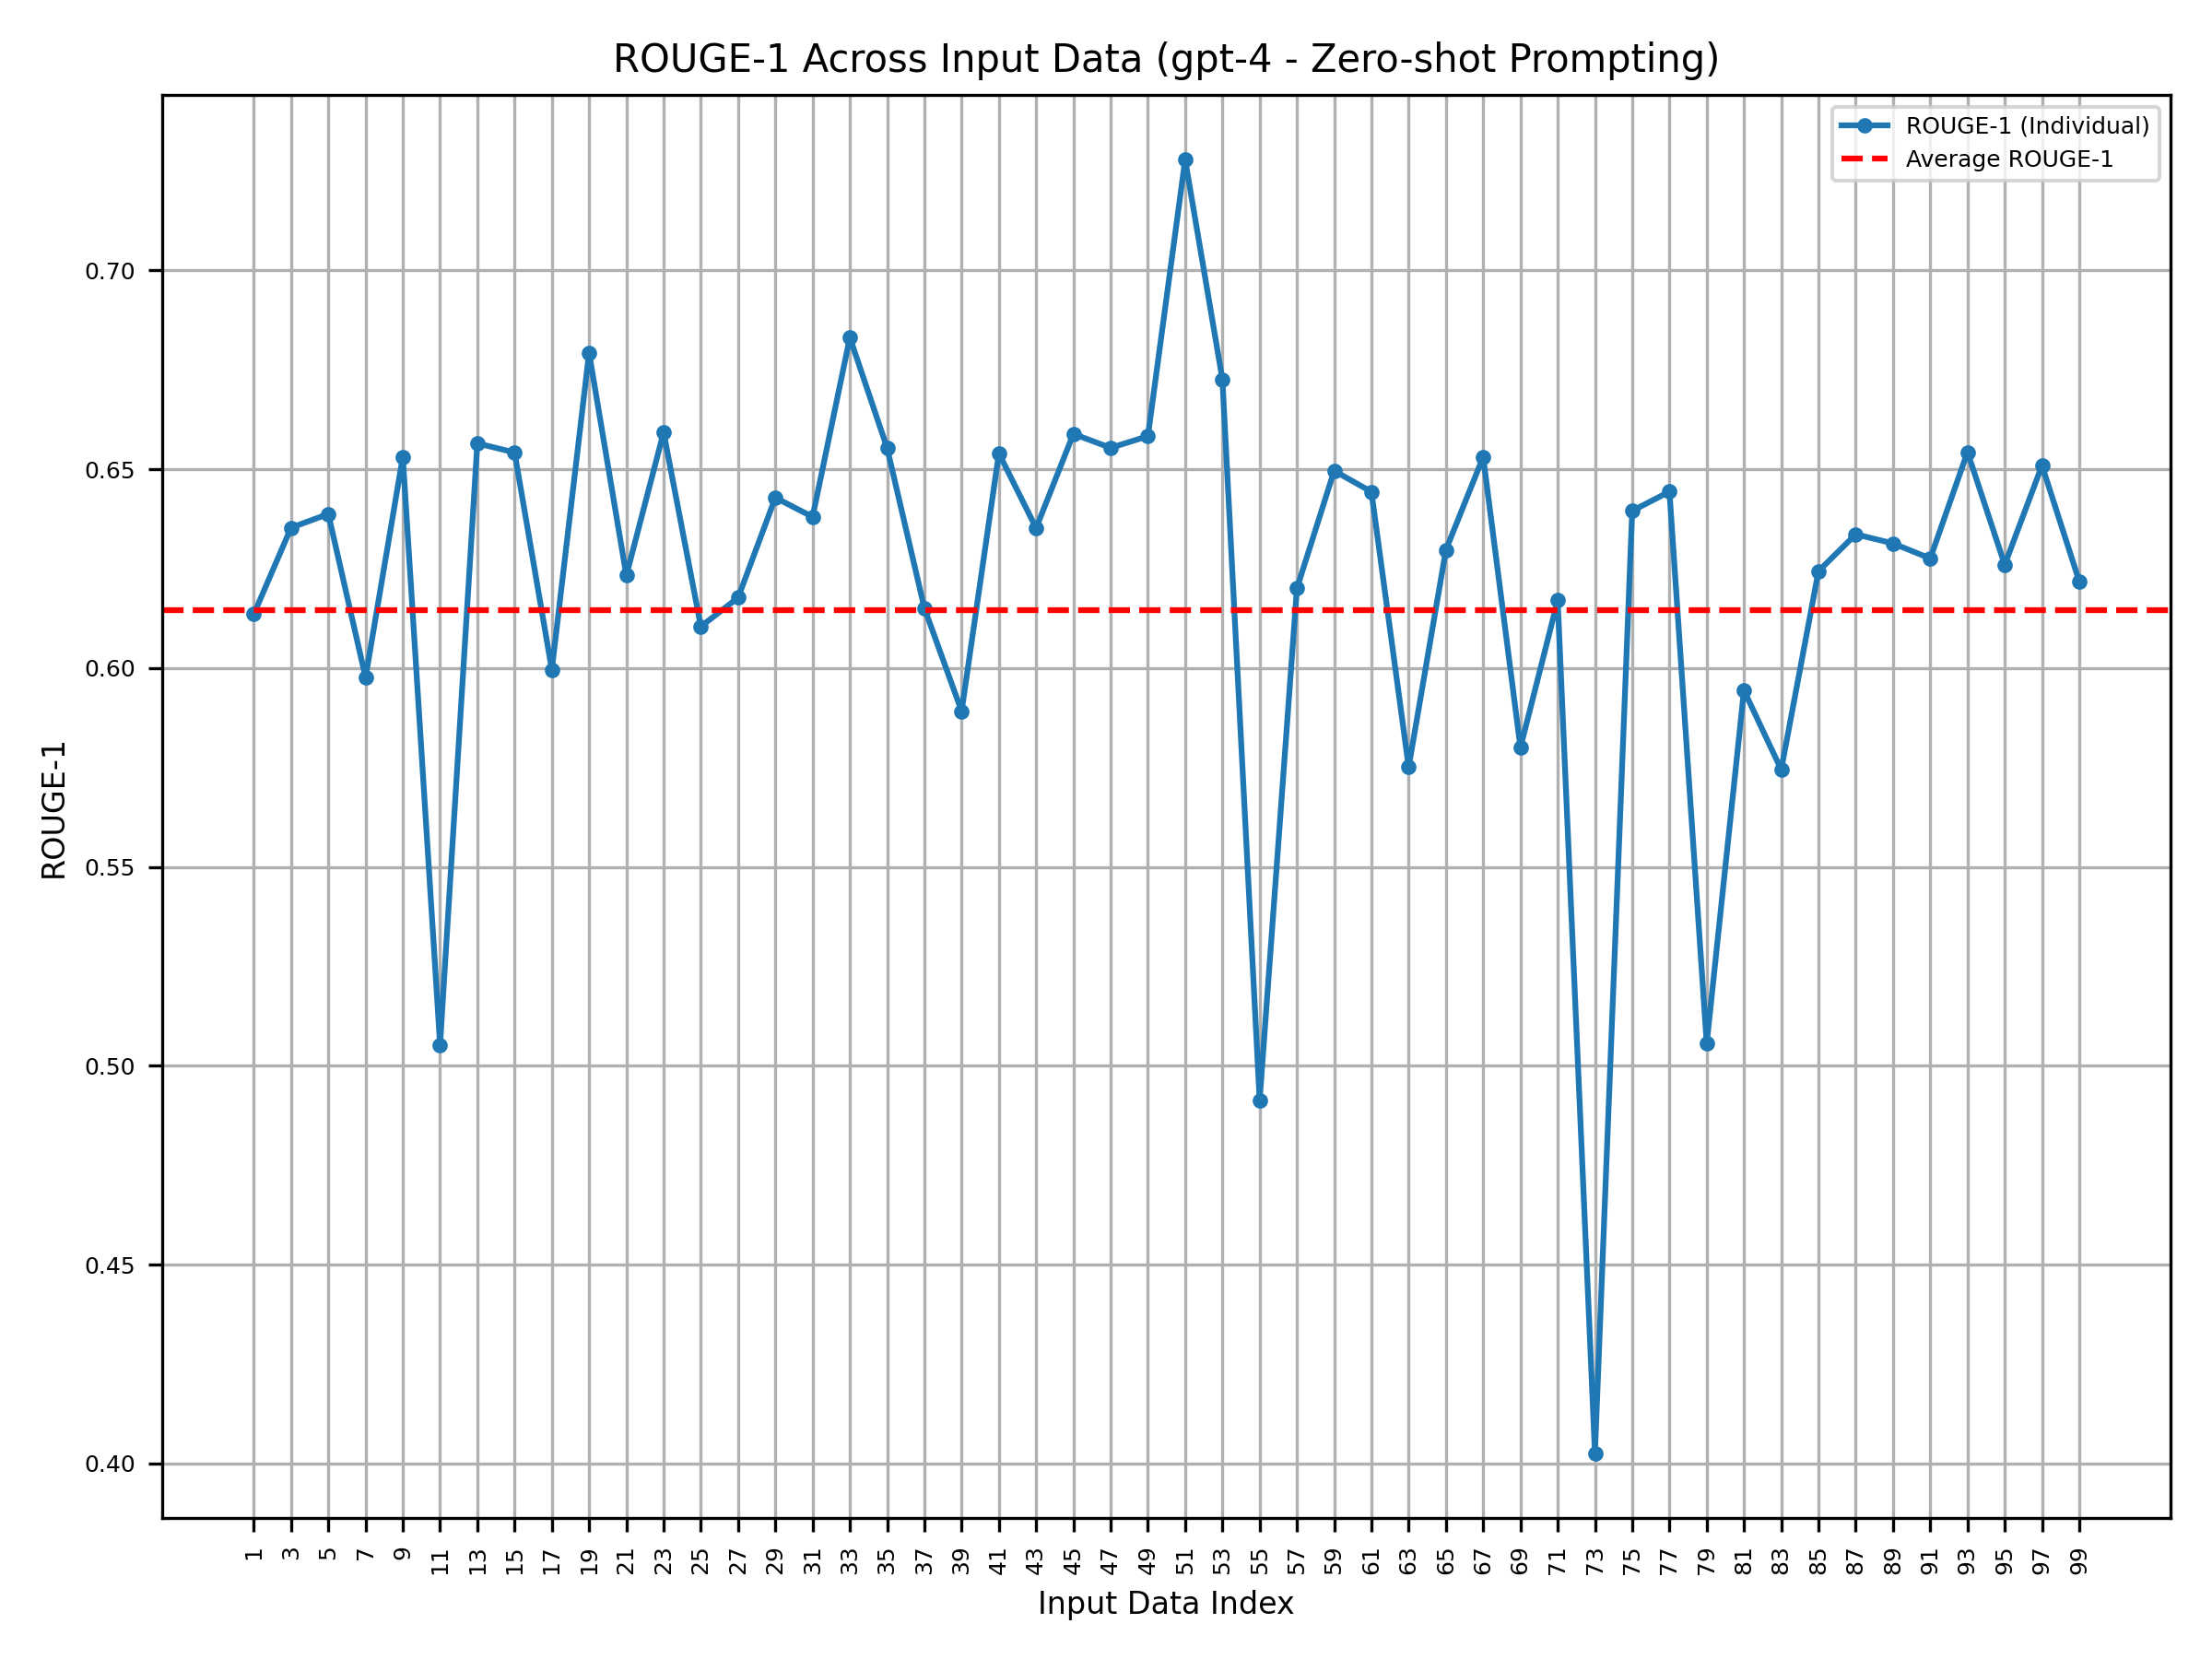 ROUGE-1 Across Input Data (gpt-4 - Zero-shot Prompting)
ROUGE-1 (Individual)
Average ROUGE-1
0.70
0.65
0.60
0.55
0.50
0.45
0.40
ROUGE-1
1 3 5 7 9 11 13 15 17 19 21 23 25 27 29 31 33 35 37 39 41 43 45 47 49 51 53 55 57 59 61 63 65 67 69 71 73 75 77 79 81 83 85 87 89 91 93 95 97 99
Input Data Index